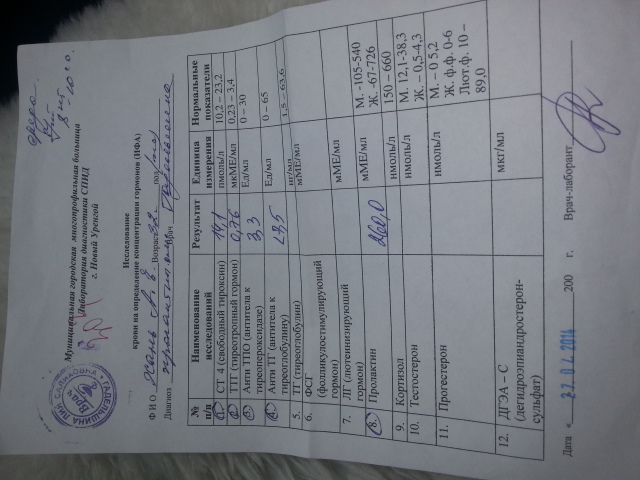 Муниципальная городская многопрофильная больница
Лаборатория диагностики СПИД
г. Новый Уренгой
Исследование
крови на определение концентрации гормонов (ИФА)
Ф И О Возраст пол
Диагноз Врач
№ п/п Наименование исследований Результат Единица измерения Нормальные показатели
1. СТ 4 (свободный тироксин) 14,1 пмоль/л 10,2 – 23,2
2. ТТГ (тиреотропный гормон) 0,76 мкМЕ/мл 0,23 – 3,4
3. Анти ТПО (антитела к тиреопероксидазе) 3,3 Ед/мл 0 – 30
4. Анти ТГ (антитела к тиреоглобулину) Ед/мл 0 – 65
5. ТГ (тиреоглобулин) нг/мл 1,5 – 65,6
6. ФСГ (фолликулостимулирующий гормон) мМЕ/мл
7. ЛГ (лютенизирующий гормон) мМЕ/мл
8. Пролактин 260,0 мМЕ/мл М. -105-540 Ж. -67-726
9. Кортизол нмоль/л 150 – 660
10. Тестостерон нмоль/л М. 12,1-38,3 Ж. – 0,5-4,3
11. Прогестерон нмоль/л М. – 0 5,2 Ж. ф.ф. 0-6 Лют.ф. 10 – 89,0
12. ДГЭА – С (дегидроэпиандростерон-сульфат) мкг/мл
Дата « 22.04.2014 200 г. Врач-лаборант